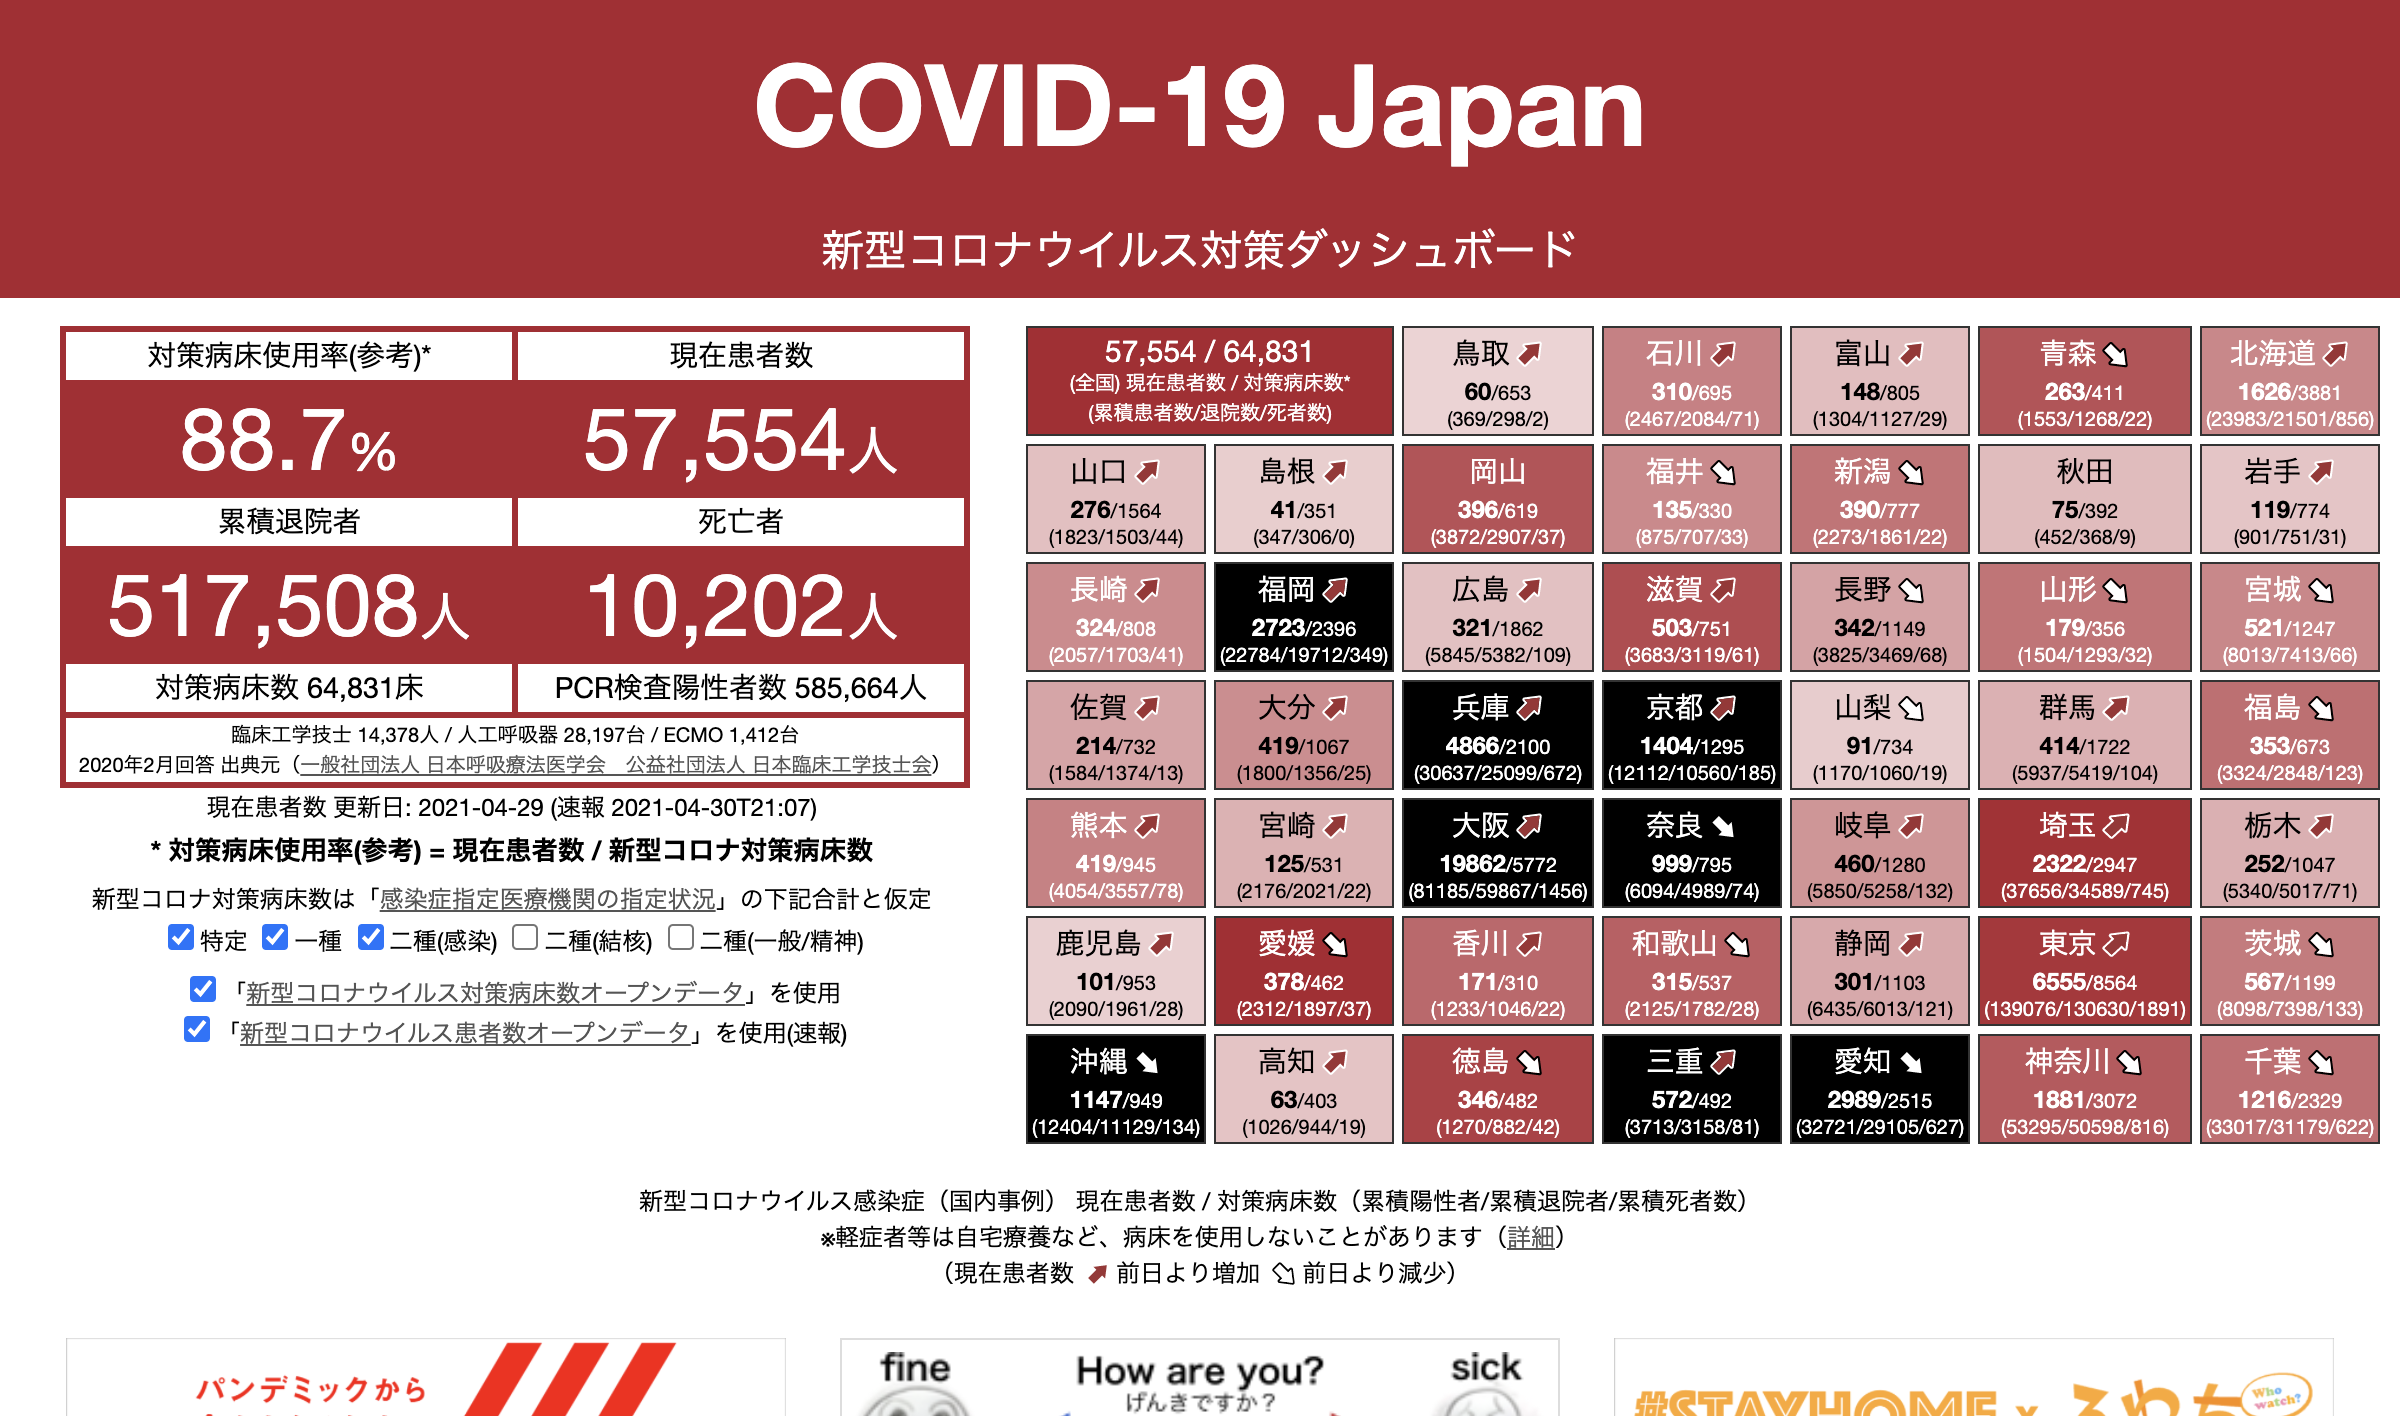 COVID-19 Japan
新型コロナウイルス対策ダッシュボード
対策病床使用率(参考)*
現在患者数
88.7%
57,554人
累積退院者
死亡者
517,508人
10,202人
対策病床数 64,831床
PCR検査陽性者数 585,664人
臨床工学技士 14,378人 / 人工呼吸器 28,197台 / ECMO 1,412台
2020年2月回答 出典元（一般社団法人 日本呼吸療法医学会　公益社団法人 日本臨床工学技士会）
現在患者数 更新日: 2021-04-29 (速報 2021-04-30T21:07)
* 対策病床使用率(参考) = 現在患者数 / 新型コロナ対策病床数
新型コロナ対策病床数は「感染症指定医療機関の指定状況」の下記合計と仮定
特定 一種 二種(感染) 二種(結核) 二種(一般/精神)
「新型コロナウイルス対策病床数オープンデータ」を使用
「新型コロナウイルス患者数オープンデータ」を使用(速報)
57,554 / 64,831
(全国) 現在患者数 / 対策病床数*
(累積患者数/退院数/死者数)
鳥取
60/653
(369/298/2)
石川
310/695
(2467/2084/71)
富山
148/805
(1304/1127/29)
青森
263/411
(1553/1268/22)
北海道
1626/3881
(23983/21501/856)
山口
276/1564
(1823/1503/44)
島根
41/351
(347/306/0)
岡山
396/619
(3872/2907/37)
福井
135/330
(875/707/33)
新潟
390/777
(2273/1861/22)
秋田
75/392
(452/368/9)
岩手
119/774
(901/751/31)
長崎
324/808
(2057/1703/41)
福岡
2723/2396
(22784/19712/349)
広島
321/1862
(5845/5382/109)
滋賀
503/751
(3683/3119/61)
長野
342/1149
(3825/3469/68)
山形
179/356
(1504/1293/32)
宮城
521/1247
(8013/7413/66)
佐賀
214/732
(1584/1374/13)
大分
419/1067
(1800/1356/25)
兵庫
4866/2100
(30637/25099/672)
京都
1404/1295
(12112/10560/185)
山梨
91/734
(1170/1060/19)
群馬
414/1722
(5937/5419/104)
福島
353/673
(3324/2848/123)
熊本
419/945
(4054/3557/78)
宮崎
125/531
(2176/2021/22)
大阪
19862/5772
(81185/59867/1456)
奈良
999/795
(6094/4989/74)
岐阜
460/1280
(5850/5258/132)
埼玉
2322/2947
(37656/34589/745)
栃木
252/1047
(5340/5017/71)
鹿児島
101/953
(2090/1961/28)
愛媛
378/462
(2312/1897/37)
香川
171/310
(1233/1046/22)
和歌山
315/537
(2125/1782/28)
静岡
301/1103
(6435/6013/121)
東京
6555/8564
(139076/130630/1891)
茨城
567/1199
(8098/7398/133)
沖縄
1147/949
(12404/11129/134)
高知
63/403
(1026/944/19)
徳島
346/482
(1270/882/42)
三重
572/492
(3713/3158/81)
愛知
2989/2515
(32721/29105/627)
神奈川
1881/3072
(53295/50598/816)
千葉
1216/2329
(33017/31179/622)
新型コロナウイルス感染症（国内事例） 現在患者数 / 対策病床数（累積陽性者/累積退院者/累積死者数）
※軽症者等は自宅療養など、病床を使用しないことがあります（詳細）
（現在患者数 前日より増加 前日より減少）
パンデミックから
fine
How are you?
sick
げんきですか？
#STAYHOME x ふわっち
Who watch?